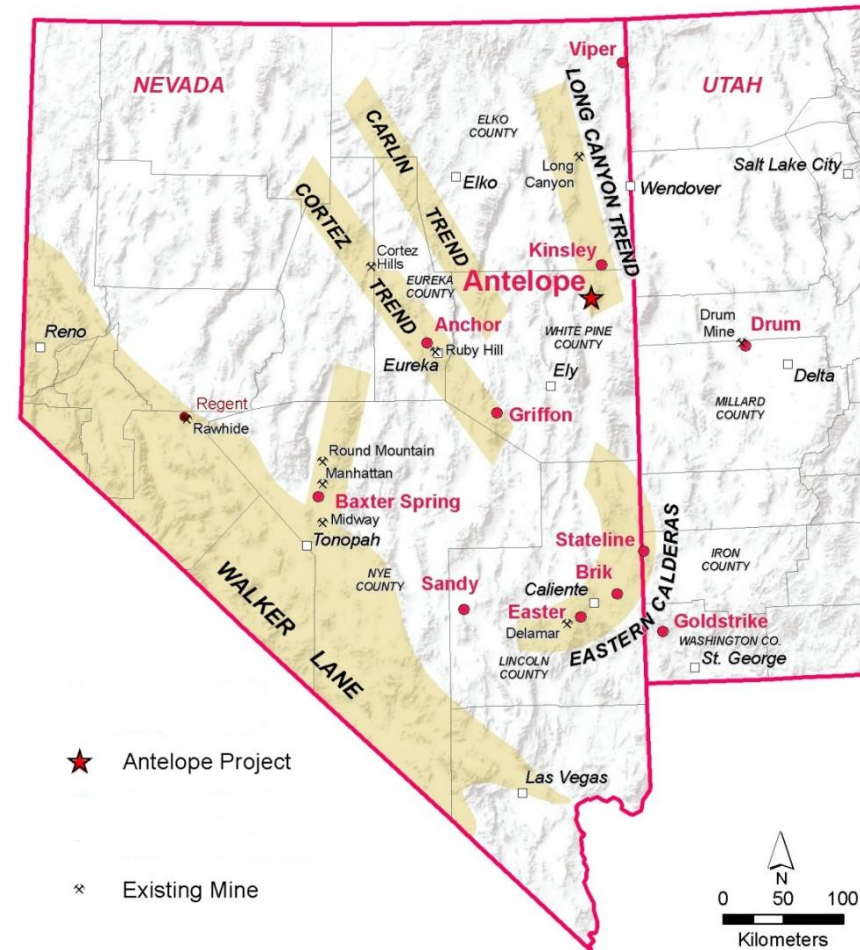 Viper
NEVADA
UTAH
LONG CANYON TREND
ELKO
COUNTY
CARLIN
TREND
Long
Canyon
Salt Lake City
Elko
Wendover
CORTEZ
TREND
Cortez
Hills
Kinsley
EUREKA
COUNTY
Antelope
Reno
Anchor
WHITE PINE
COUNTY
Drum
Mine
Drum
Eureka
Ruby Hill
Ely
Delta
MILLARD
COUNTY
Regent
Rawhide
Griffon
Round Mountain
Manhattan
Baxter Spring
Midway
Tonopah
Stateline
IRON
COUNTY
NYE
COUNTY
Brik
Sandy
Caliente
Easter
Delamar
EASTERN CALDERAS
Goldstrike
WASHINGTON CO.
St. George
LINCOLN
COUNTY
WALKER
LANE
Las Vegas
Antelope Project
Existing Mine
N
0 50 100
Kilometers